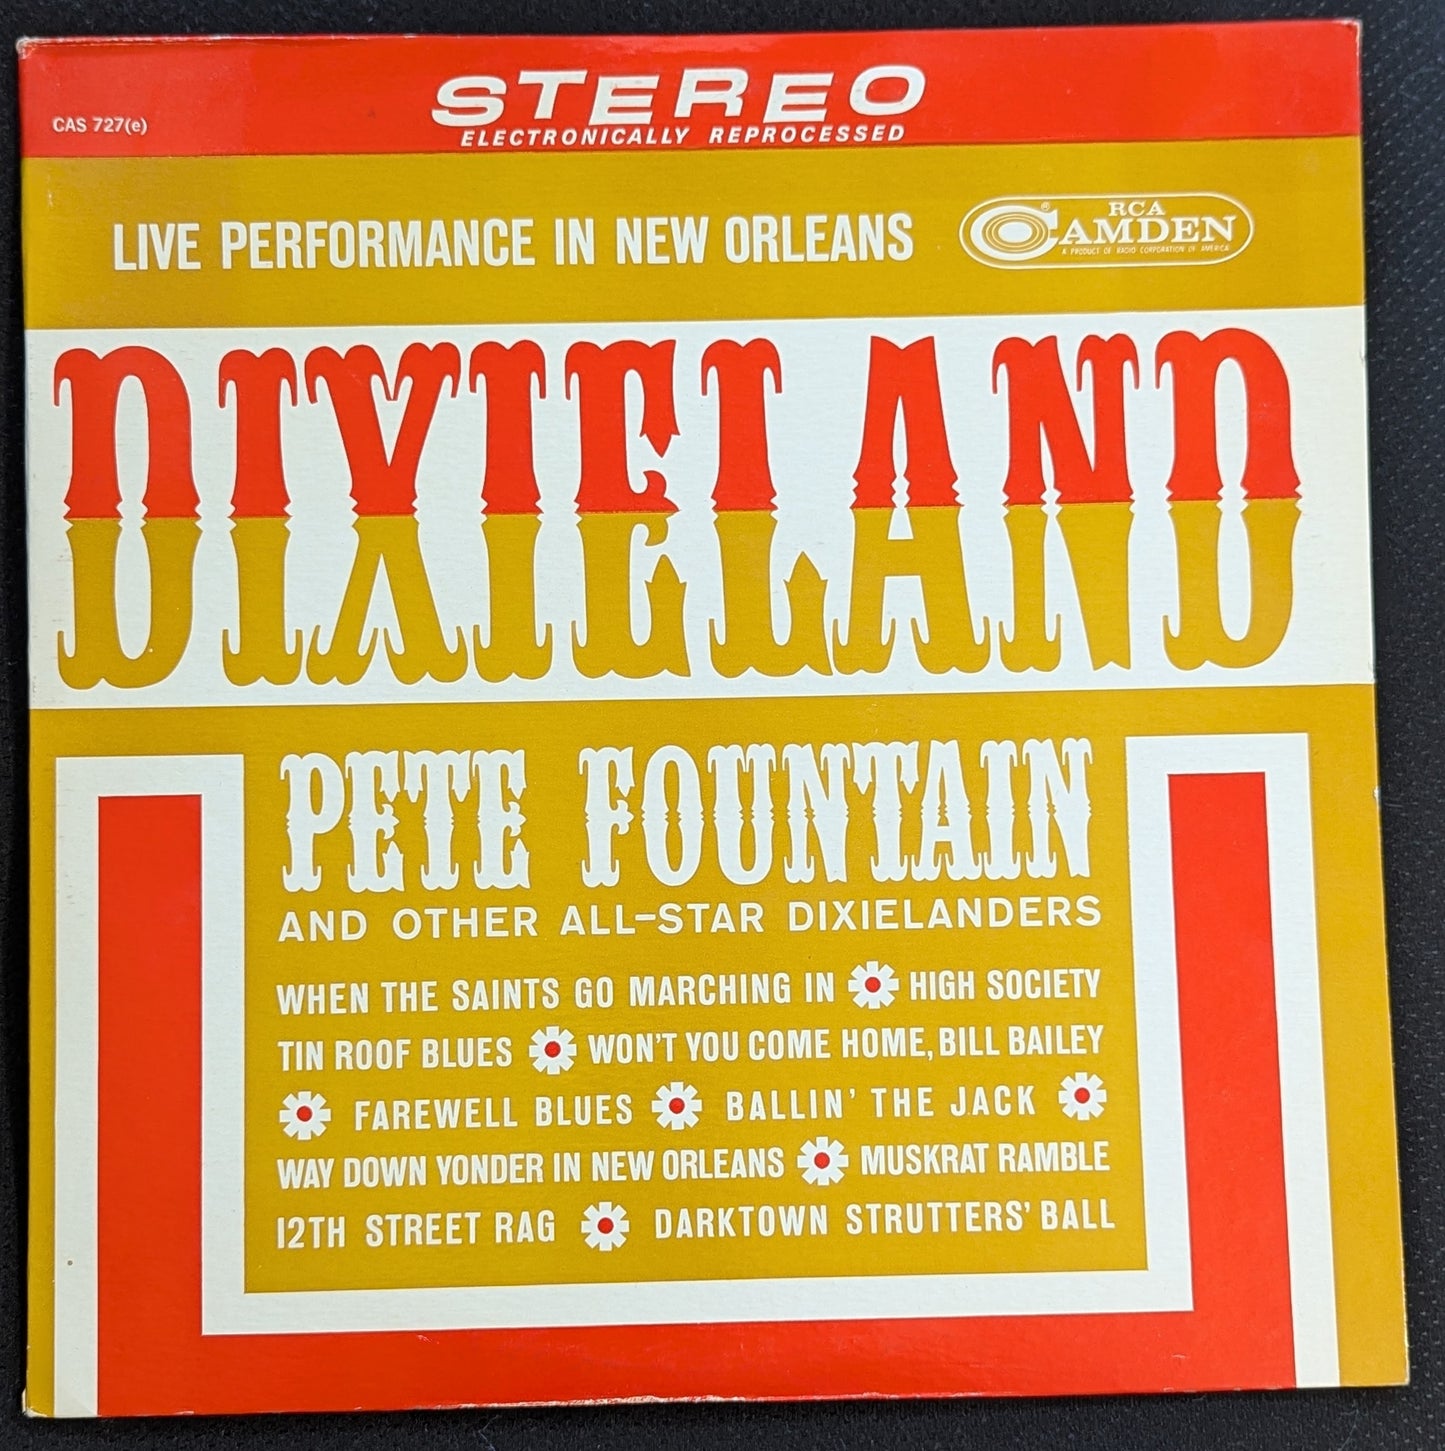 STEREO
CAS 727(e)
ELECTRONICALLY REPROCESSED
LIVE PERFORMANCE IN NEW ORLEANS
RCA
CAMDEN
®
A PRODUCT OF RADIO CORPORATION OF AMERICA
DIXIELAND
PETE FOUNTAIN
AND OTHER ALL-STAR DIXIELANDERS
WHEN THE SAINTS GO MARCHING IN HIGH SOCIETY
TIN ROOF BLUES WON'T YOU COME HOME, BILL BAILEY
FAREWELL BLUES BALLIN' THE JACK
WAY DOWN YONDER IN NEW ORLEANS MUSKRAT RAMBLE
12TH STREET RAG DARKTOWN STRUTTERS' BALL